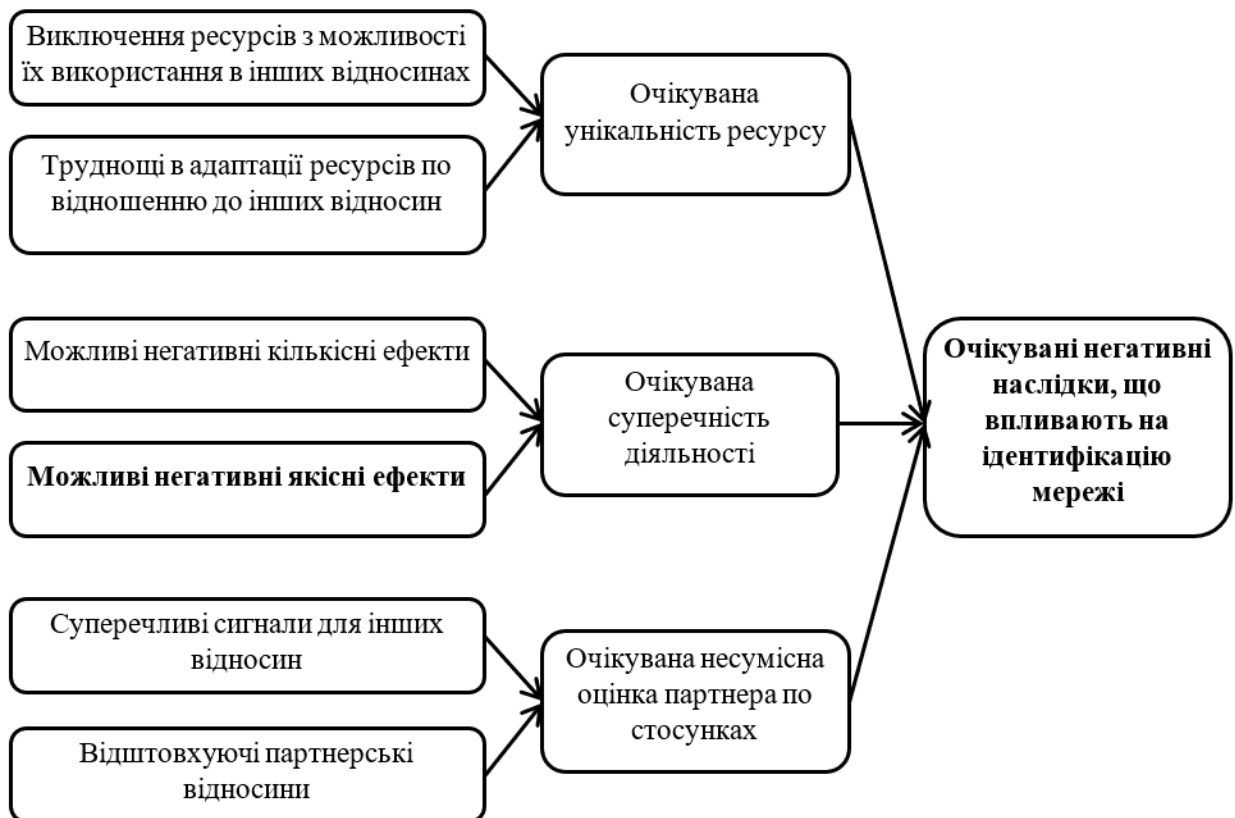 Виключення ресурсів з можливості
їх використання в інших відносинах
Труднощі в адаптації ресурсів по
відношенню до інших відносин
Очікувана
унікальність ресурсу
Можливі негативні кількісні ефекти
Можливі негативні якісні ефекти
Очікувана
суперечність
діяльності
Суперечливі сигнали для інших
відносин
Відштовхуючі партнерські
відносини
Очікувана несумісна
оцінка партнера по
стосунках
Очікувані негативні
наслідки, що
впливають на
ідентифікацію
мережі